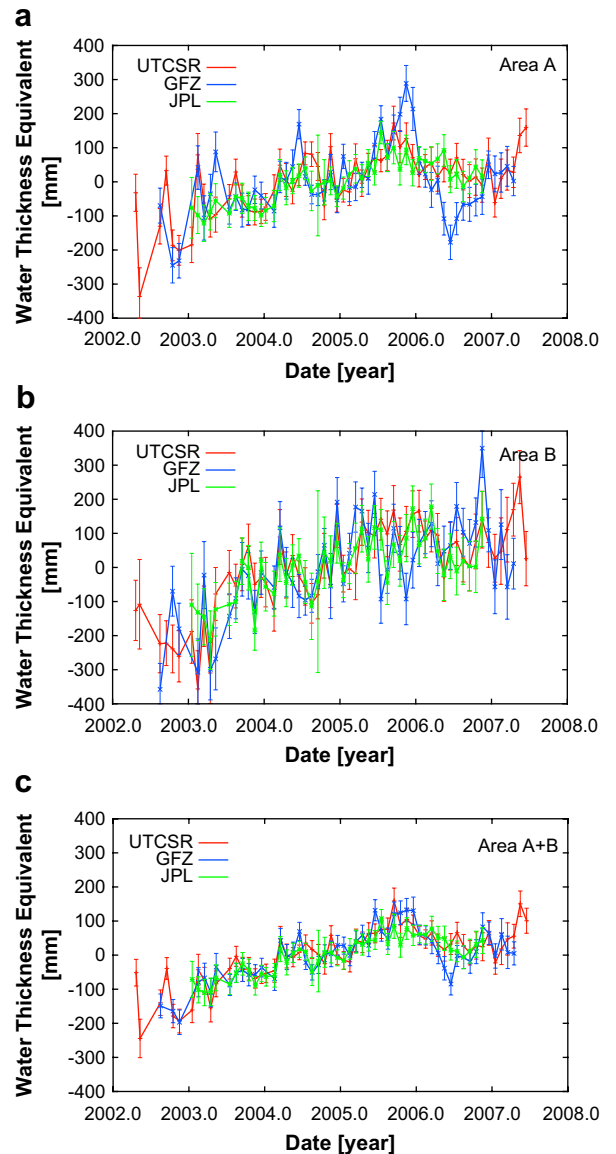 a
Water Thickness Equivalent
[mm]
400
300
200
100
0
-100
-200
-300
-400
UTCSR
GFZ
JPL
Area A
2002.0 2003.0 2004.0 2005.0 2006.0 2007.0 2008.0
Date [year]
b
Water Thickness Equivalent
[mm]
400
300
200
100
0
-100
-200
-300
-400
UTCSR
GFZ
JPL
Area B
2002.0 2003.0 2004.0 2005.0 2006.0 2007.0 2008.0
Date [year]
c
Water Thickness Equivalent
[mm]
400
300
200
100
0
-100
-200
-300
-400
UTCSR
GFZ
JPL
Area A+B
2002.0 2003.0 2004.0 2005.0 2006.0 2007.0 2008.0
Date [year]